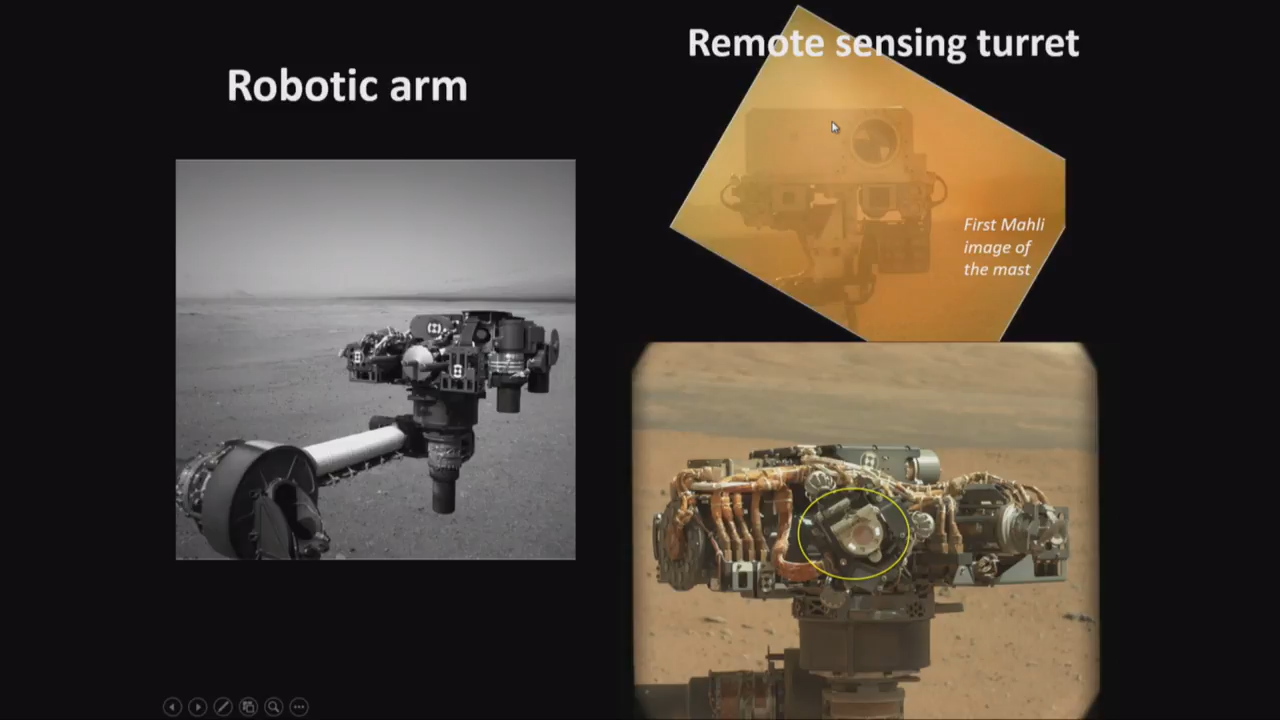 Robotic arm
Remote sensing turret
First Mahli
image of
the mast